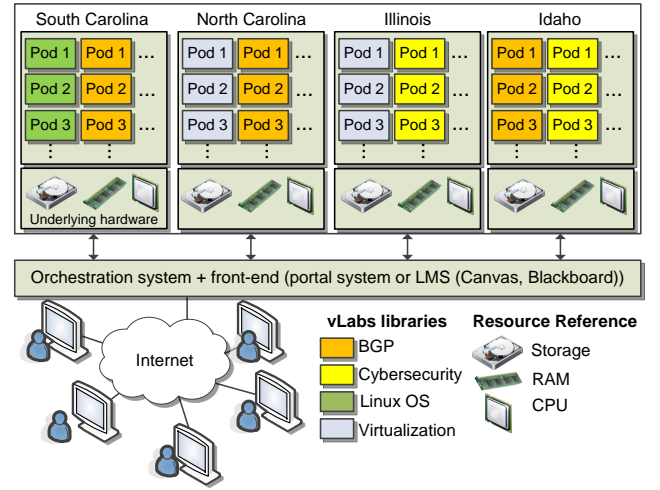 South Carolina North Carolina Illinois Idaho
Pod 1 Pod 1 ... Pod 1 Pod 1 ... Pod 1 Pod 1 ... Pod 1 Pod 1 ...
Pod 2 Pod 2 ... Pod 2 Pod 2 ... Pod 2 Pod 2 ... Pod 2 Pod 2 ...
Pod 3 Pod 3 ... Pod 3 Pod 3 ... Pod 3 Pod 3 ... Pod 3 Pod 3 ...
Underlying hardware
Orchestration system + front-end (portal system or LMS (Canvas, Blackboard))
Internet
vLabs libraries
BGP
Cybersecurity
Linux OS
Virtualization
Resource Reference
Storage
RAM
CPU